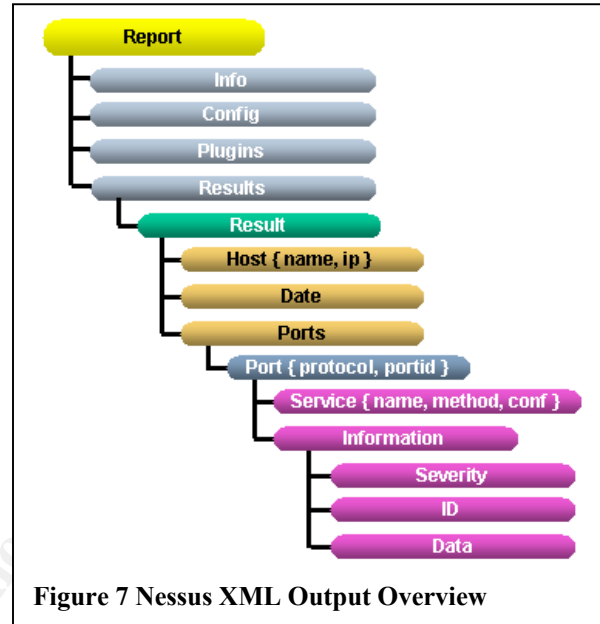 Report
Info
Config
Plugins
Results
Result
Host { name, ip }
Date
Ports
Port { protocol, portid }
Service { name, method, conf }
Information
Severity
ID
Data
Figure 7 Nessus XML Output Overview